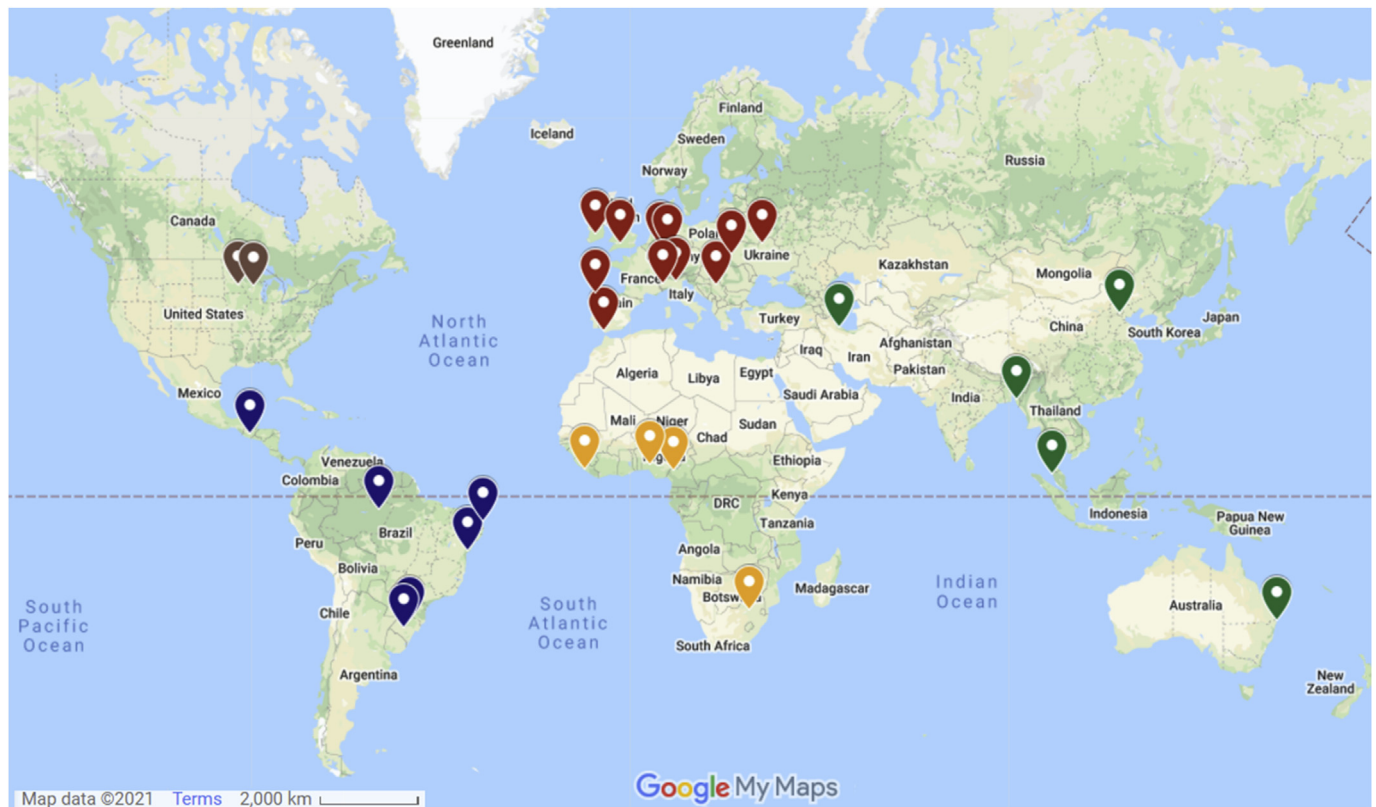 Greenland
Finland
Iceland
Sweden
Russia
Norway
Canada
Ukraine
Kazakhstan
Mongolia
France
Italy
United States
North
Atlantic
Ocean
Turkey
Japan
China
South Korea
Afghanistan
Iraq
Iran
Pakistan
Algeria
Libya
Egypt
Mexico
Saudi Arabia
India
Thailand
Mali
Niger
Chad
Sudan
Venezuela
Colombia
Ethiopia
DRC
Kenya
Indonesia
Papua New
Guinea
Brazil
Tanzania
Peru
Angola
Bolivia
Namibia
Madagascar
Indian
Ocean
South
Pacific
Ocean
Chile
South
Atlantic
Ocean
Australia
South Africa
Argentina
New
Zealand
Google My Maps
Map data ©2021 Terms 2,000 km